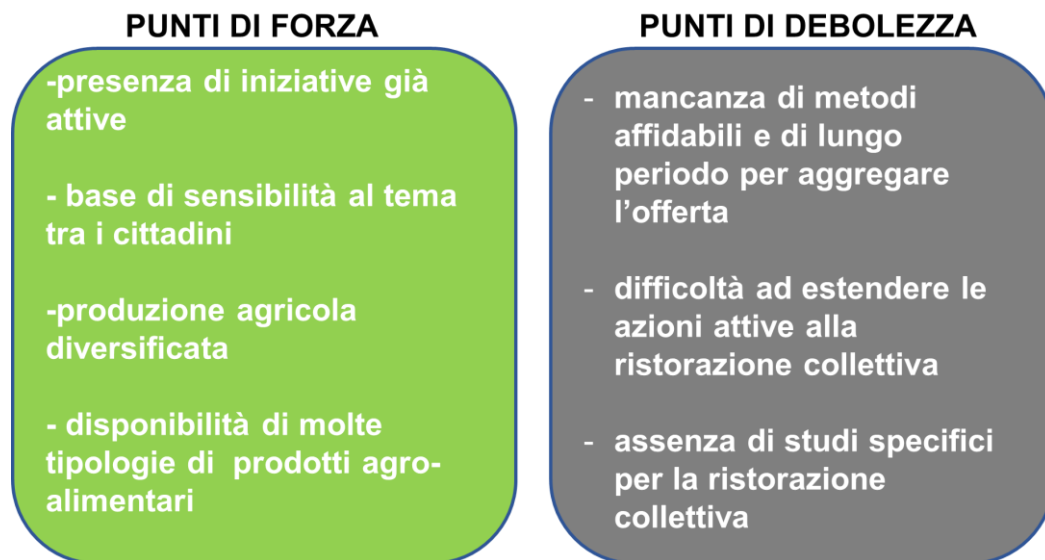 PUNTI DI FORZA
-presenza di iniziative già
attive
- base di sensibilità al tema
tra i cittadini
-produzione agricola
diversificata
- disponibilità di molte
tipologie di  prodotti agro-
alimentari
PUNTI DI DEBOLEZZA
- mancanza di metodi
affidabili e di lungo
periodo per aggregare
l’offerta
- difficoltà ad estendere le
azioni attive alla
ristorazione collettiva
- assenza di studi specifici
per la ristorazione
collettiva